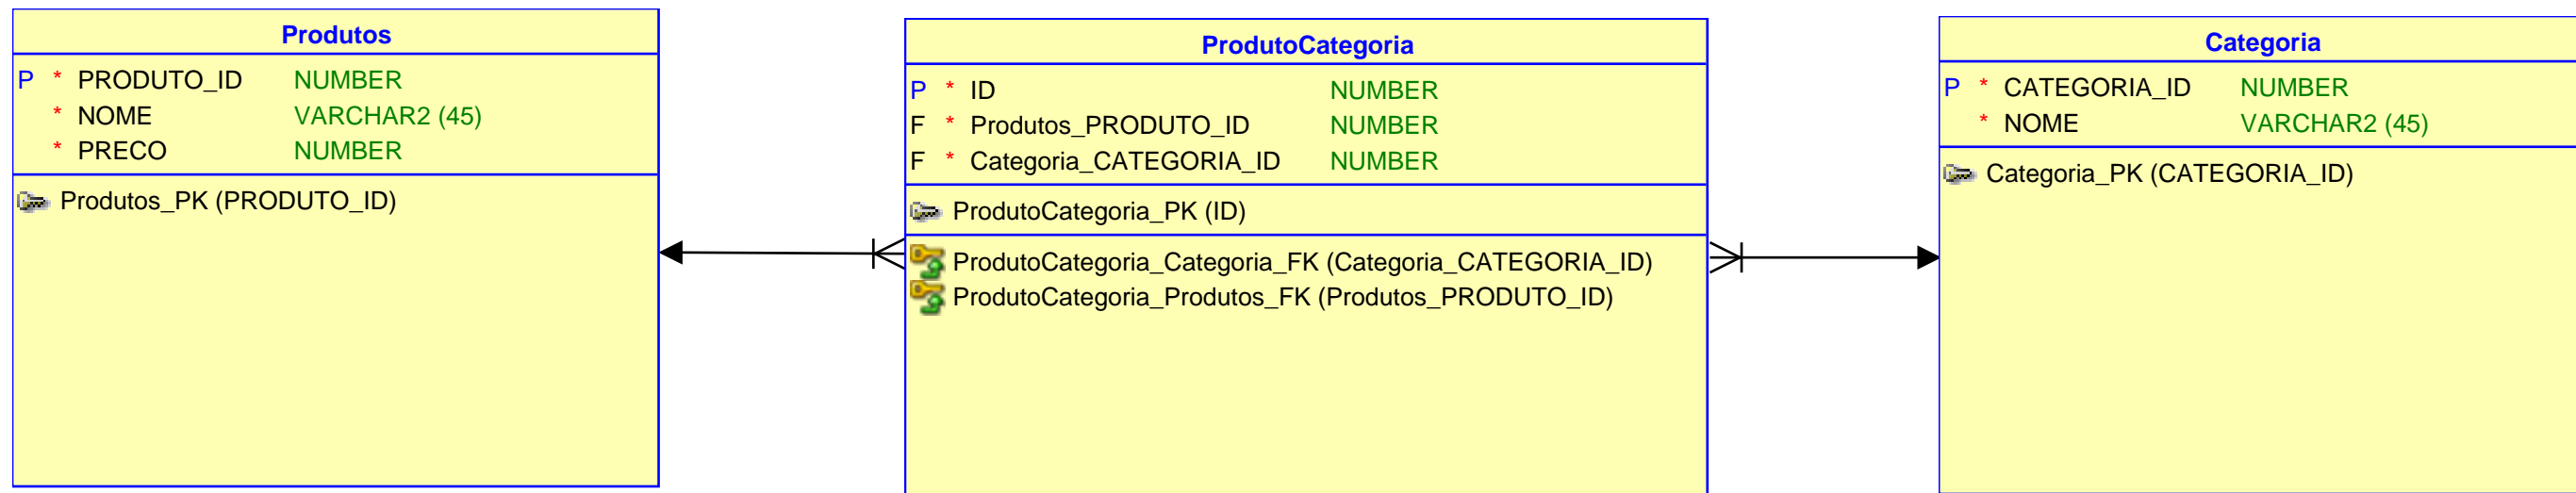 Produtos
P * PRODUTO_ID NUMBER
* NOME VARCHAR2 (45)
* PRECO NUMBER
Produtos_PK (PRODUTO_ID)
ProdutoCategoria
P * ID NUMBER
F * Produtos_PRODUTO_ID NUMBER
F * Categoria_CATEGORIA_ID NUMBER
ProdutoCategoria_PK (ID)
ProdutoCategoria_Categoria_FK (Categoria_CATEGORIA_ID)
ProdutoCategoria_Produtos_FK (Produtos_PRODUTO_ID)
Categoria
P * CATEGORIA_ID NUMBER
* NOME VARCHAR2 (45)
Categoria_PK (CATEGORIA_ID)